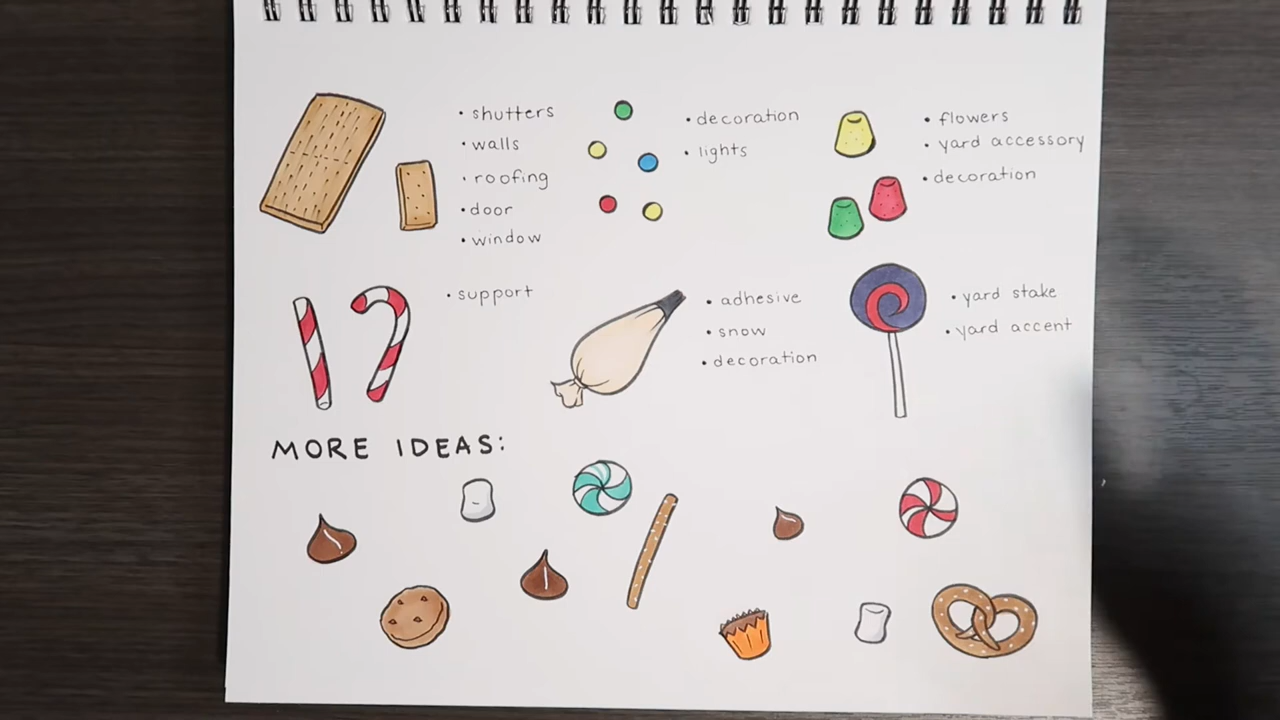 • shutters
• walls
• roofing
• door
• window
• decoration
• lights
• flowers
• yard accessory
• decoration
• support
• adhesive
• snow
• decoration
• yard stake
• yard accent
MORE IDEAS: